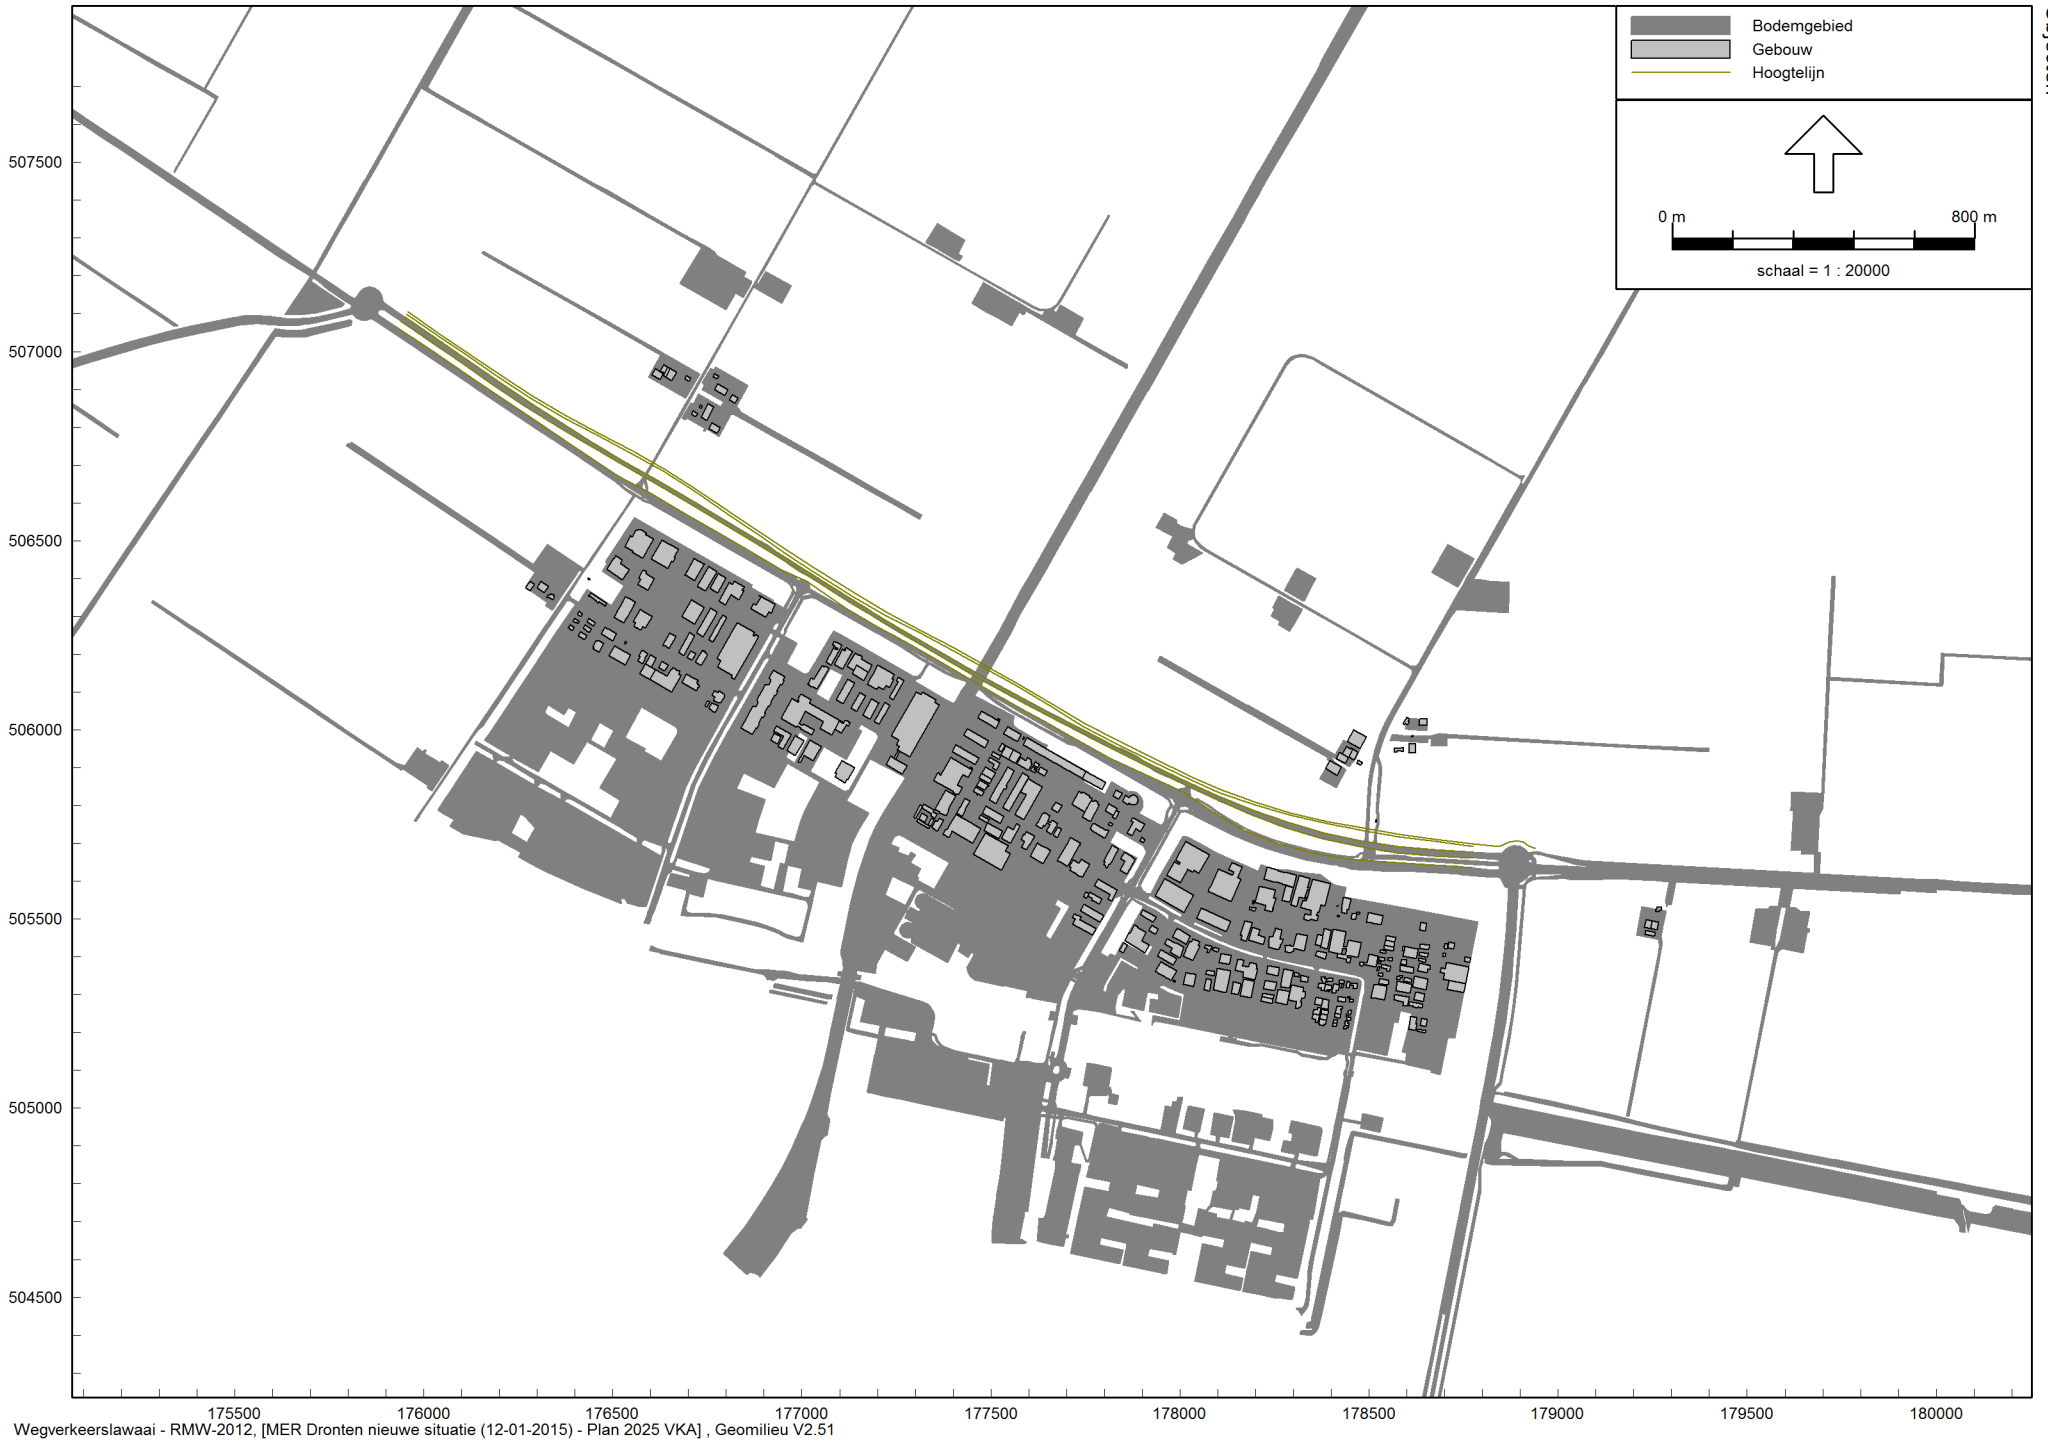 Bodemgebied
Gebouw
Hoogtelijn
0 m 800 m
schaal = 1 : 20000
507500
507000
506500
506000
505500
505000
504500
175500 176000 176500 177000 177500 178000 178500 179000 179500 180000
Wegverkeerslawaai - RMW-2012, [MER Dronten nieuwe situatie (12-01-2015) - Plan 2025 VKA] , Geomilieu V2.51